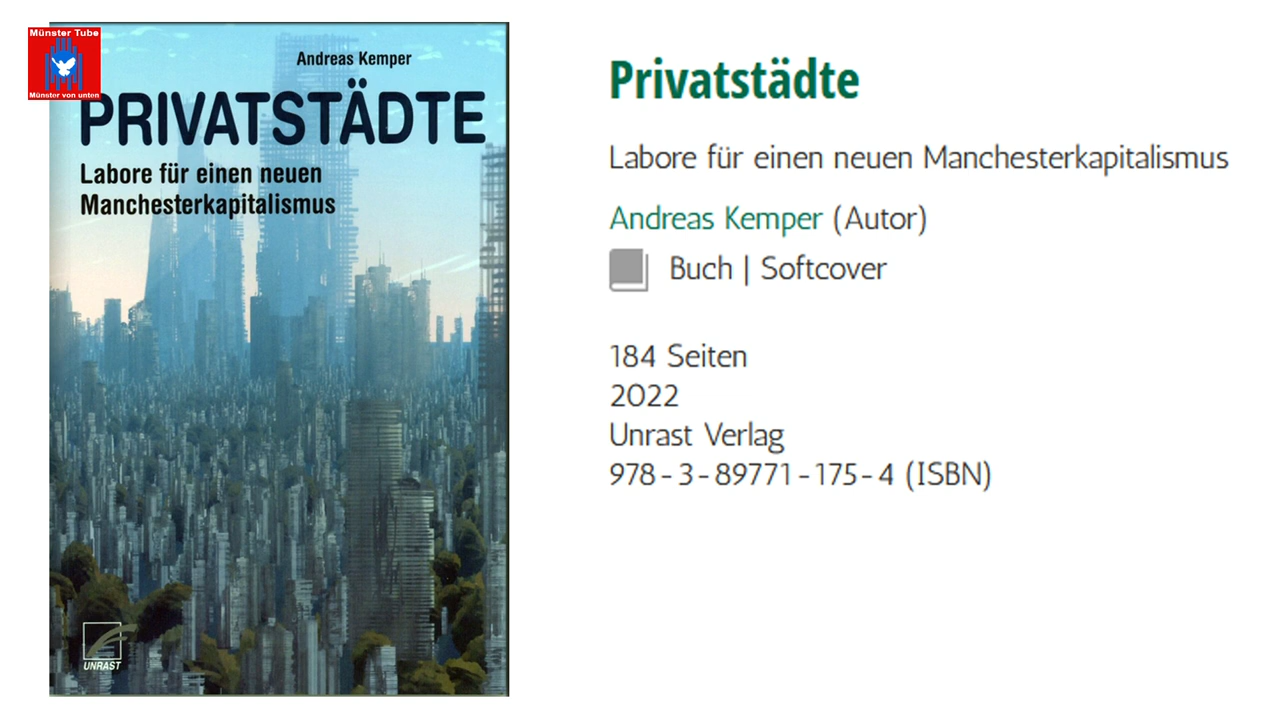 Münster Tube
Münster von unten
Andreas Kemper
PRIVATSTÄDTE
Labore für einen neuen
Manchesterkapitalismus
UNRAST
Privatstädte
Labore für einen neuen Manchesterkapitalismus
Andreas Kemper (Autor)
Buch | Softcover
184 Seiten
2022
Unrast Verlag
978-3-89771-175-4 (ISBN)